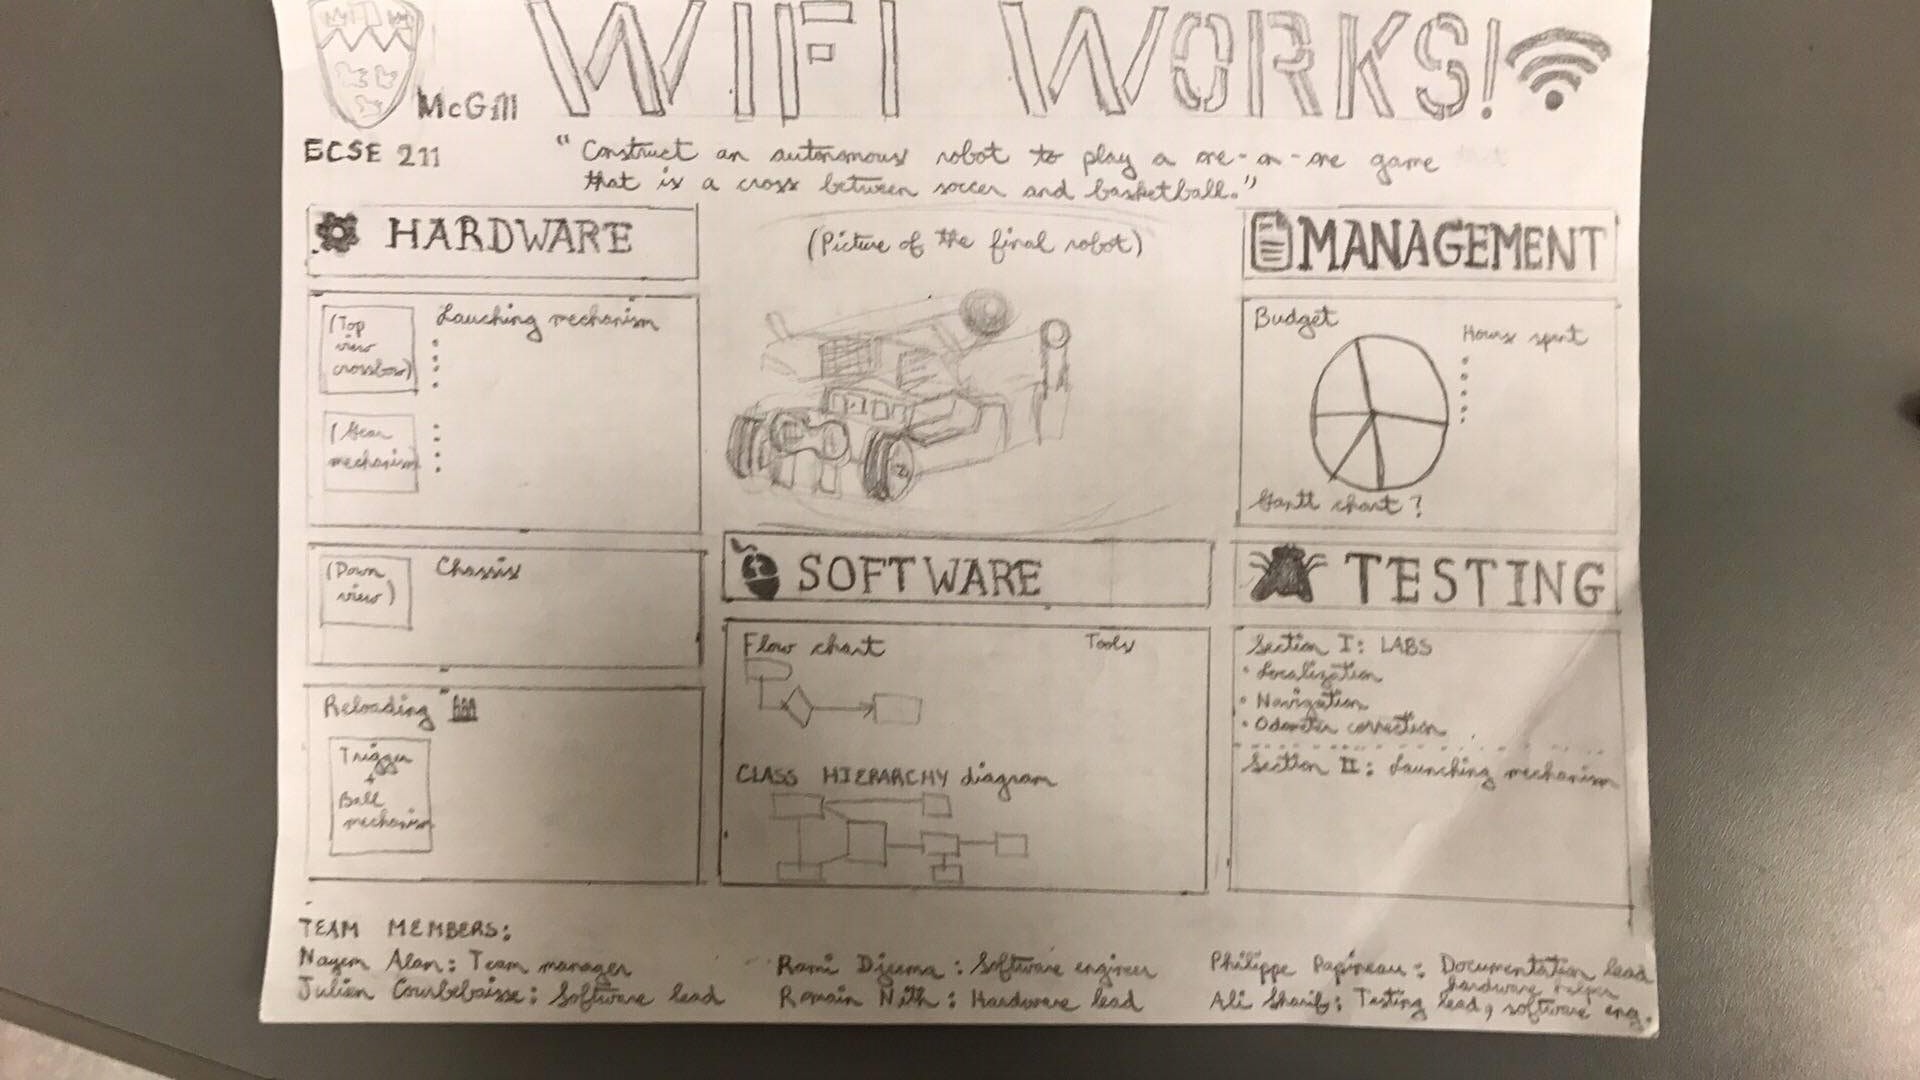 WIFI WORKS!
McGill
ECSE 211
"Construct an autonomous robot to play a one-on-one game
that is a cross between soccer and basketball."
HARDWARE
(Top
view
crossbow)
Lauching mechanism
(Gear
mechanism
(Down
view)
Chassis
Reloading
Trigger
+
Ball
mechanism
(Picture of the final robot)
SOFTWARE
Flow chart
Tools
CLASS HIERARCHY diagram
MANAGEMENT
Budget
Hours spent
Gantt chart?
TESTING
Section I: LABS
• Localization
• Navigation
• Odometer correction
Section II: Launching mechanism
TEAM MEMBERS:
Nayem Alam: Team manager
Julien Courbebaisse: Software lead
Rami Djema: Software engineer
Romain Nith: Hardware lead
Philippe Papineau: Documentation lead
hardware helper
Ali Sharif: Testing lead, software eng.